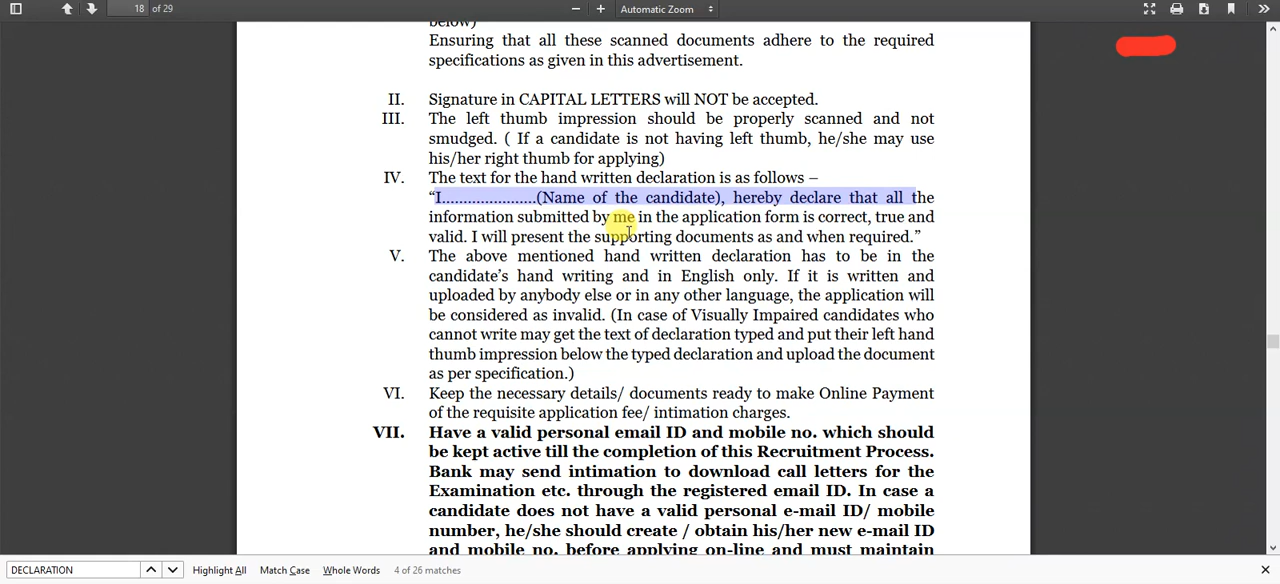 18 of 29
Automatic Zoom
below)
Ensuring that all these scanned documents adhere to the required
specifications as given in this advertisement.
II. Signature in CAPITAL LETTERS will NOT be accepted.
III. The left thumb impression should be properly scanned and not
smudged. ( If a candidate is not having left thumb, he/she may use
his/her right thumb for applying)
IV. The text for the hand written declaration is as follows –
“I.....................(Name of the candidate), hereby declare that all the
information submitted by me in the application form is correct, true and
valid. I will present the supporting documents as and when required.”
V. The above mentioned hand written declaration has to be in the
candidate’s hand writing and in English only. If it is written and
uploaded by anybody else or in any other language, the application will
be considered as invalid. (In case of Visually Impaired candidates who
cannot write may get the text of declaration typed and put their left hand
thumb impression below the typed declaration and upload the document
as per specification.)
VI. Keep the necessary details/ documents ready to make Online Payment
of the requisite application fee/ intimation charges.
VII. Have a valid personal email ID and mobile no. which should
be kept active till the completion of this Recruitment Process.
Bank may send intimation to download call letters for the
Examination etc. through the registered email ID. In case a
candidate does not have a valid personal e-mail ID/ mobile
number, he/she should create / obtain his/her new e-mail ID
and mobile no. before applying on-line and must maintain
DECLARATION Highlight All Match Case Whole Words 4 of 26 matches